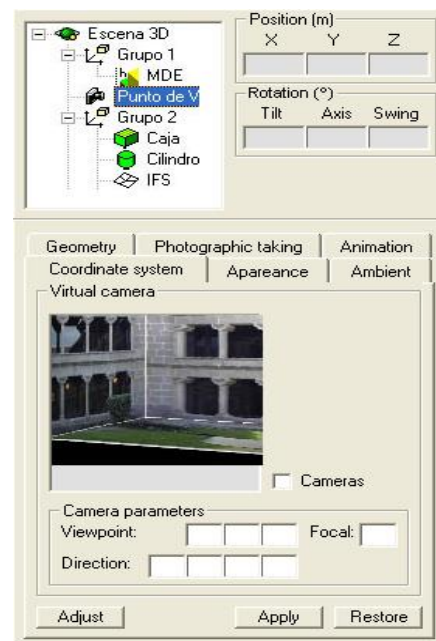 Escena 3D
Grupo 1
MDE
Punto de V
Grupo 2
Caja
Cilindro
IFS
Position (m)
X Y Z
Rotation (°)
Tilt Axis Swing
Geometry Photographic taking Animation
Coordinate system Apareance Ambient
Virtual camera
Cameras
Camera parameters
Viewpoint: Focal:
Direction:
Adjust Apply Restore